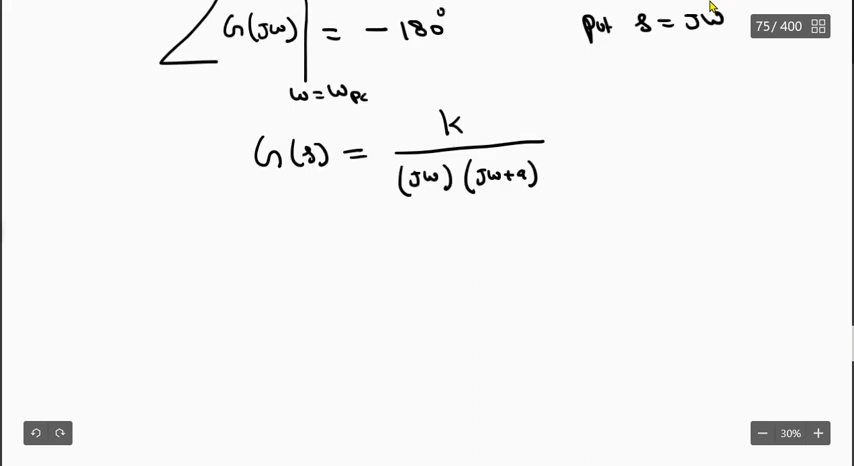 ∠G(jω)| = - 180° put s = jω
ω = ωpc
G(s) = K / (jω) (jω+a)
75 / 400
30%